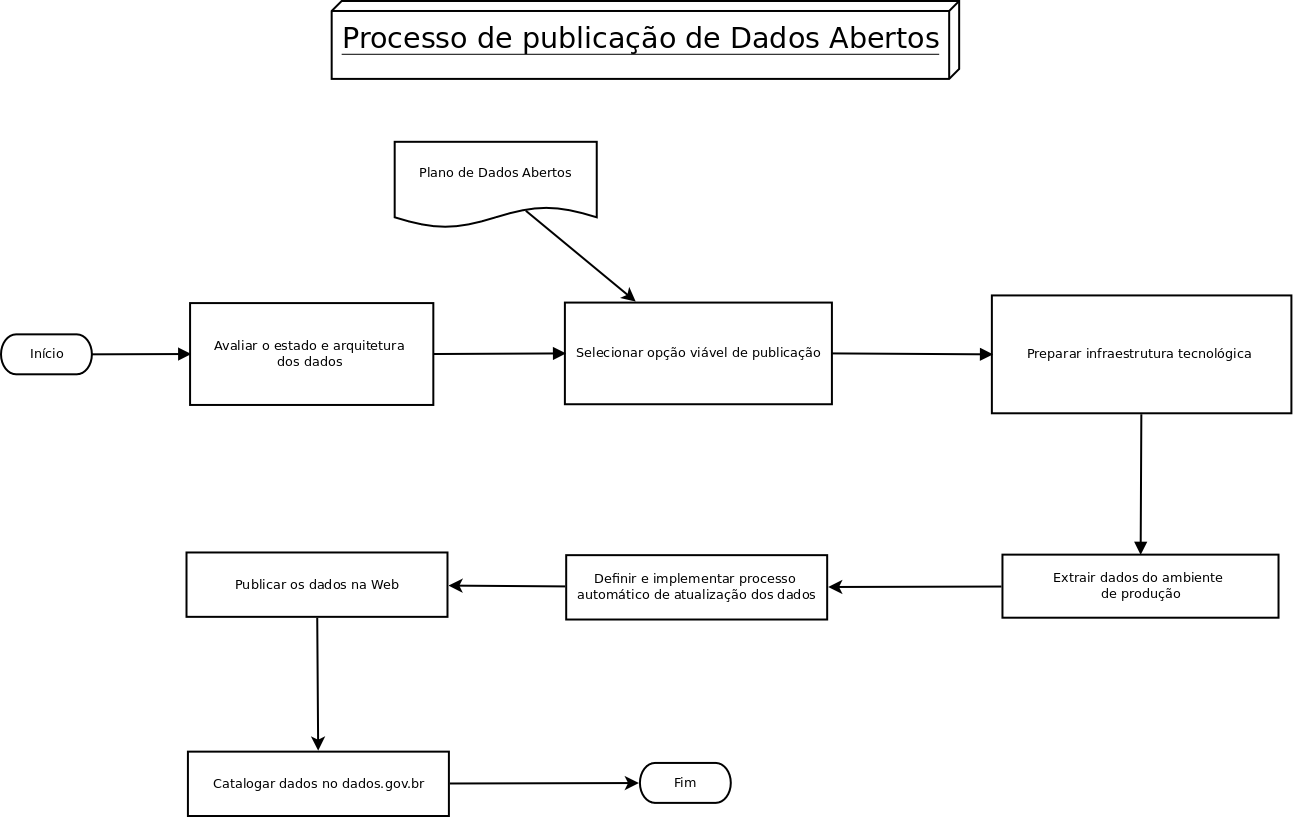 Processo de publicação de Dados Abertos
Plano de Dados Abertos
Início
Avaliar o estado e arquitetura
dos dados
Selecionar opção viável de publicação
Preparar infraestrutura tecnológica
Extrair dados do ambiente
de produção
Definir e implementar processo
automático de atualização dos dados
Publicar os dados na Web
Catalogar dados no dados.gov.br
Fim